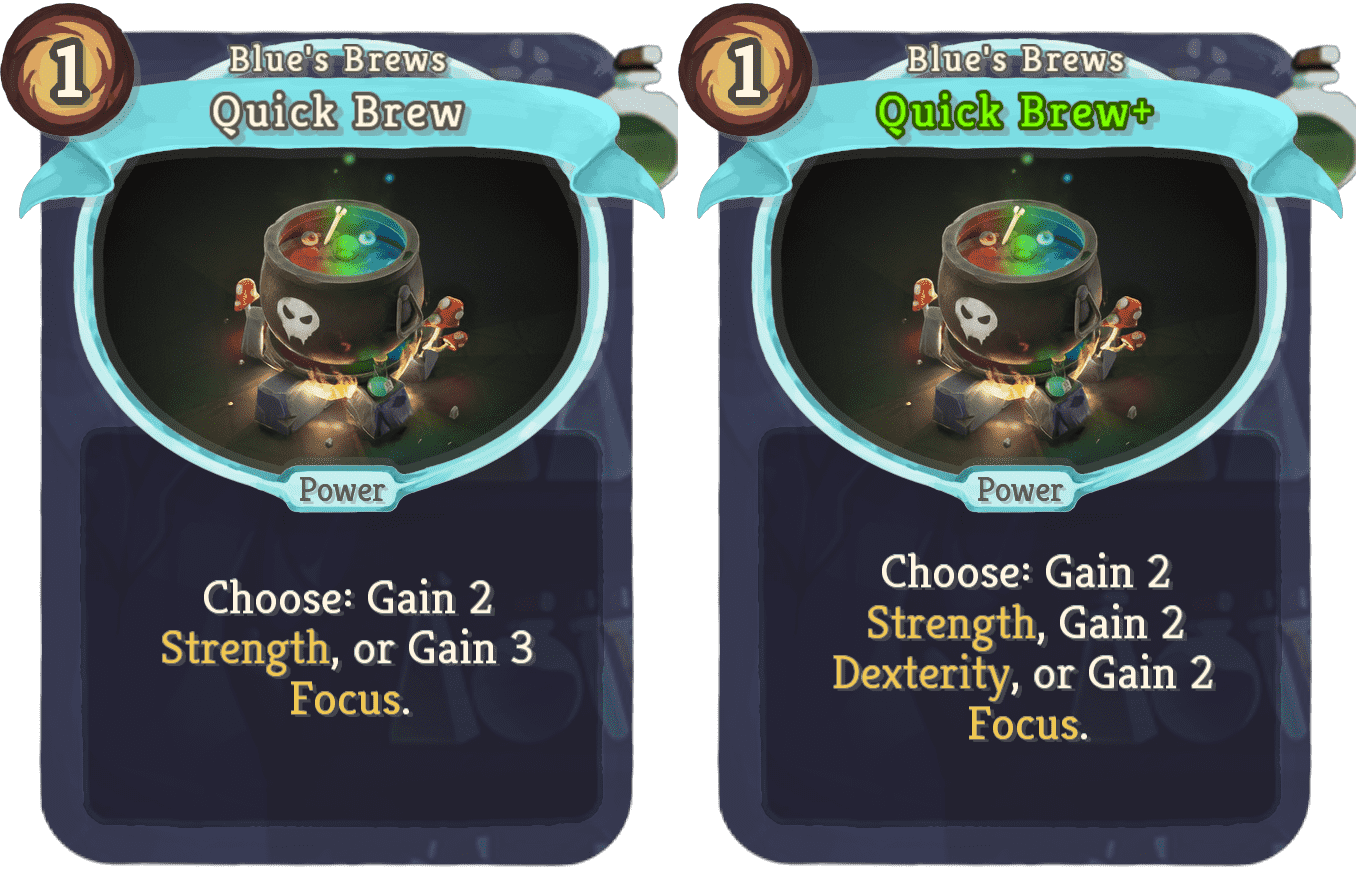 1
Blue's Brews
Quick Brew
Power
Choose: Gain 2
Strength, or Gain 3
Focus.
1
Blue's Brews
Quick Brew+
Power
Choose: Gain 2
Strength, Gain 2
Dexterity, or Gain 2
Focus.